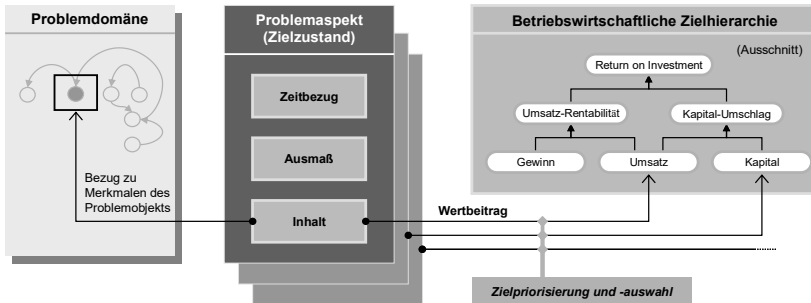 Problemdomäne
Bezug zu
Merkmalen des
Problemobjekts
Problemaspekt
(Zielzustand)
Zeitbezug
Ausmaß
Inhalt
Wertbeitrag
Betriebswirtschaftliche Zielhierarchie
(Ausschnitt)
Return on Investment
Umsatz-Rentabilität
Kapital-Umschlag
Gewinn
Umsatz
Kapital
Zielpriorisierung und -auswahl